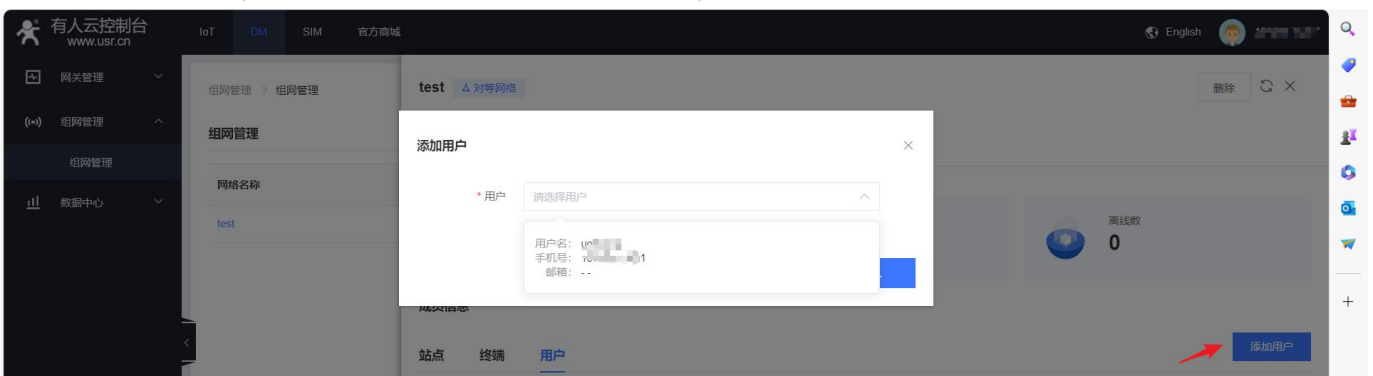 有人云控制台
www.usr.cn
IoT
DM
SIM
官方商城
English
网关管理
组网管理
组网管理
数据中心
组网管理 > 组网管理
组网管理
网络名称
test
test
对等网络
删除
添加用户
* 用户
请选择用户
用户名：
手机号：
邮箱： - -
离线数
0
成员信息
站点
终端
用户
添加用户